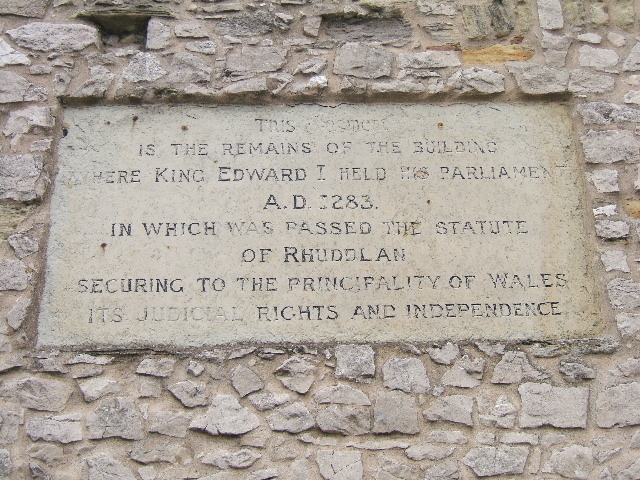 THIS
IS THE REMAINS OF THE BUILDING
WHERE KING EDWARD I HELD HIS PARLIAMENT
A.D. 1283.
IN WHICH WAS PASSED THE STATUTE
OF RHUDDLAN
SECURING TO THE PRINCIPALITY OF WALES
ITS JUDICIAL RIGHTS AND INDEPENDENCE